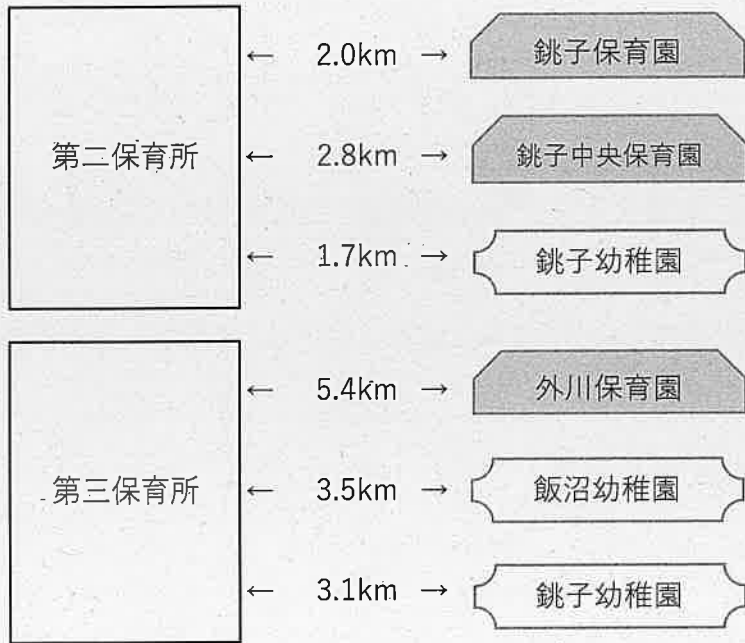 ← 2.0km → 銚子保育園
第二保育所 ← 2.8km → 銚子中央保育園
← 1.7km → 銚子幼稚園
← 5.4km → 外川保育園
第三保育所 ← 3.5km → 飯沼幼稚園
← 3.1km → 銚子幼稚園